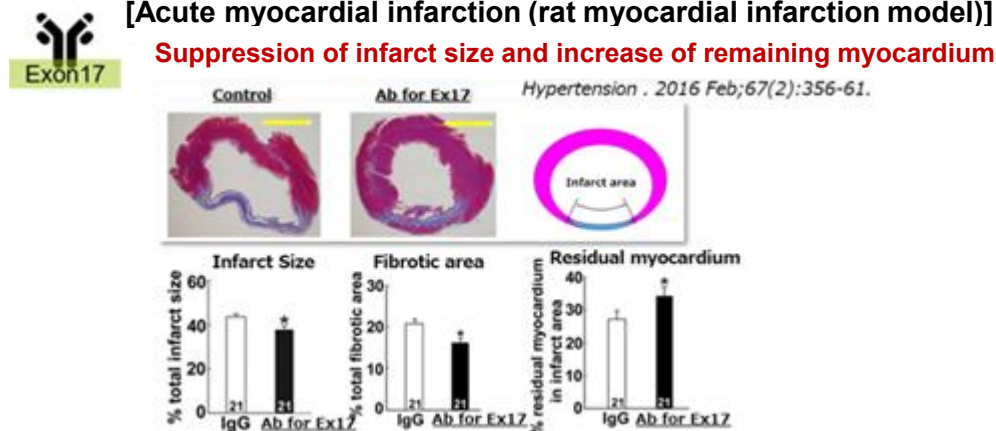 [Acute myocardial infarction (rat myocardial infarction model)]
Suppression of infarct size and increase of remaining myocardium
Exon17
Hypertension . 2016 Feb;67(2):356-61.
Control
Ab for Ex17
Infarct area
Infarct Size
% total infarct size
60
40
20
0
21
21
IgG
Ab for Ex17
Fibrotic area
% total fibrotic area
30
20
10
0
21
21
IgG
Ab for Ex17
Residual myocardium
% residual myocardium
in infarct area
40
30
20
10
0
21
21
IgG
Ab for Ex17